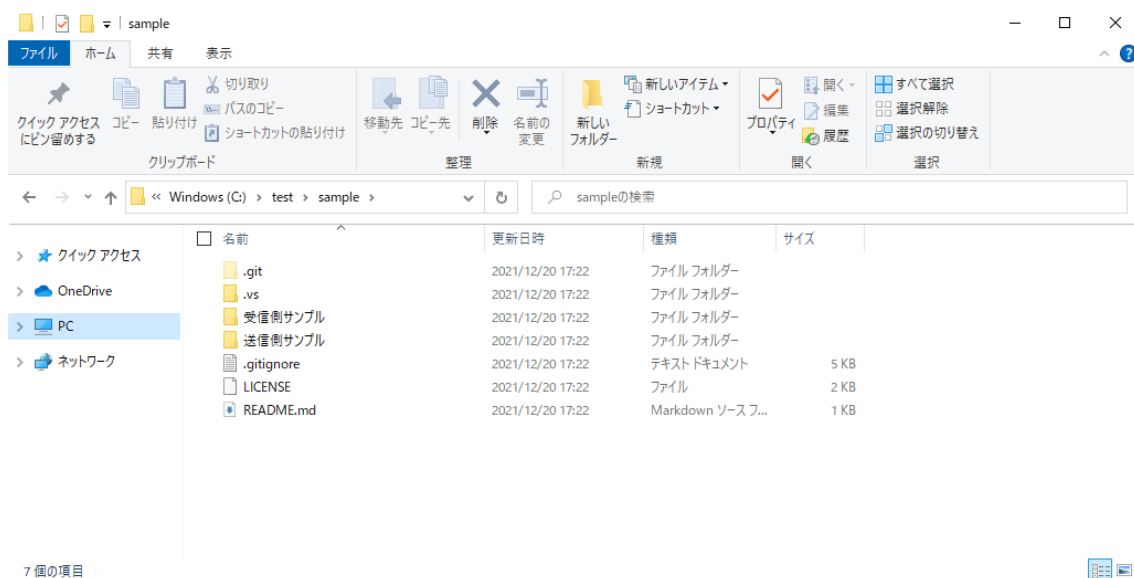 sample
ファイル ホーム 共有 表示
クイック アクセス
にピン留めする
コピー
貼り付け
切り取り
パスのコピー
ショートカットの貼り付け
クリップボード
移動先
コピー先
削除
名前の
変更
整理
新しい
フォルダー
新しいアイテム
ショートカット
新規
プロパティ
開く
編集
履歴
開く
すべて選択
選択解除
選択の切り替え
選択
« Windows (C:) > test > sample >
sampleの検索
クイック アクセス
OneDrive
PC
ネットワーク
名前 更新日時 種類 サイズ
.git 2021/12/20 17:22 ファイル フォルダー
.vs 2021/12/20 17:22 ファイル フォルダー
受信側サンプル 2021/12/20 17:22 ファイル フォルダー
送信側サンプル 2021/12/20 17:22 ファイル フォルダー
.gitignore 2021/12/20 17:22 テキスト ドキュメント 5 KB
LICENSE 2021/12/20 17:22 ファイル 2 KB
README.md 2021/12/20 17:22 Markdown ソース フ... 1 KB
7 個の項目